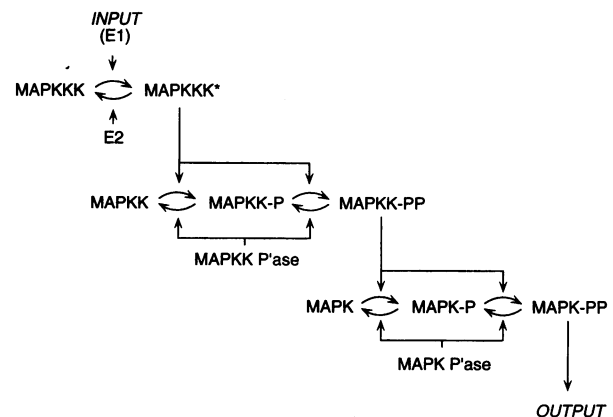 INPUT
(E1)
MAPKKK MAPKKK*
E2
MAPKK MAPKK-P MAPKK-PP
MAPKK P'ase
MAPK MAPK-P MAPK-PP
MAPK P'ase
OUTPUT